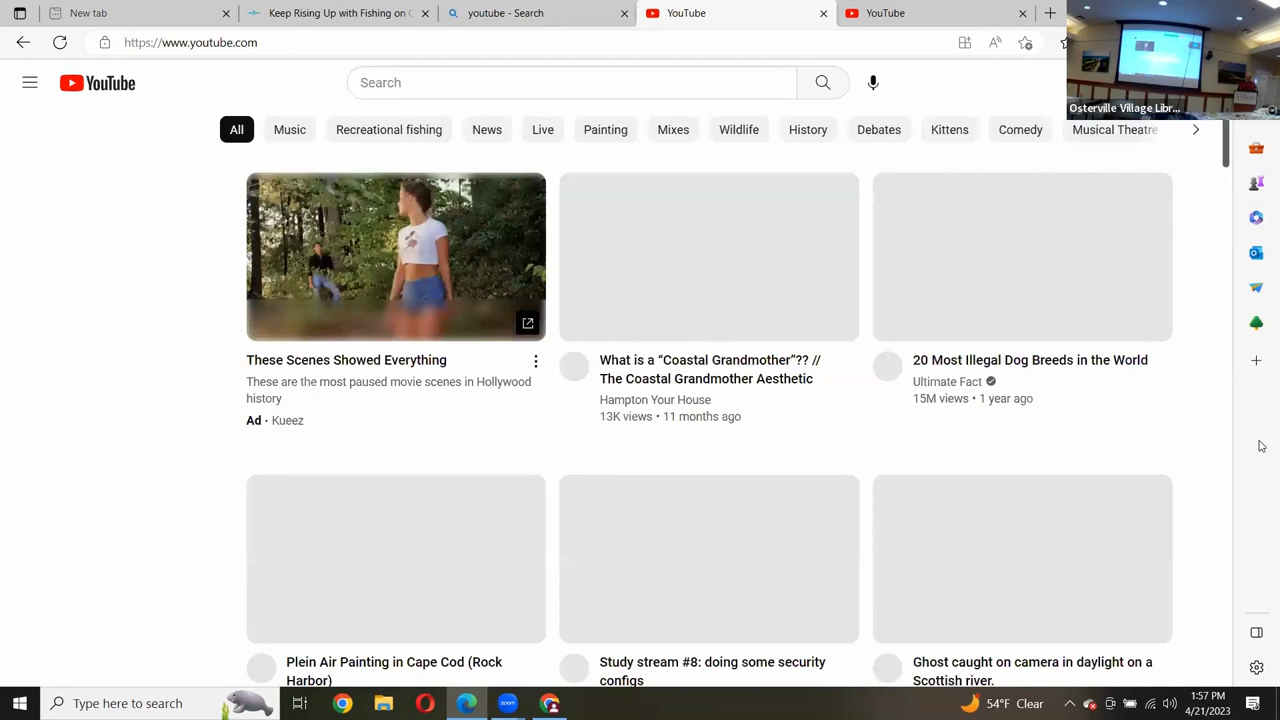 New tab
Keep Rising Up with Fishing on C
youtube - Search
YouTube
YouTube
https://www.youtube.com
Osterville Village Libr...
YouTube
Search
All
Music
Recreational fishing
News
Live
Painting
Mixes
Wildlife
History
Debates
Kittens
Comedy
Musical Theatre
These Scenes Showed Everything
These are the most paused movie scenes in Hollywood
history
Ad · Kueez
What is a “Coastal Grandmother”?? //
The Coastal Grandmother Aesthetic
Hampton Your House
13K views • 11 months ago
20 Most Illegal Dog Breeds in the World
Ultimate Fact
15M views • 1 year ago
Plein Air Painting in Cape Cod (Rock
Harbor)
Study stream #8: doing some security
configs
Ghost caught on camera in daylight on a
Scottish river.
Type here to search
zoom
54°F Clear
1:57 PM
4/21/2023